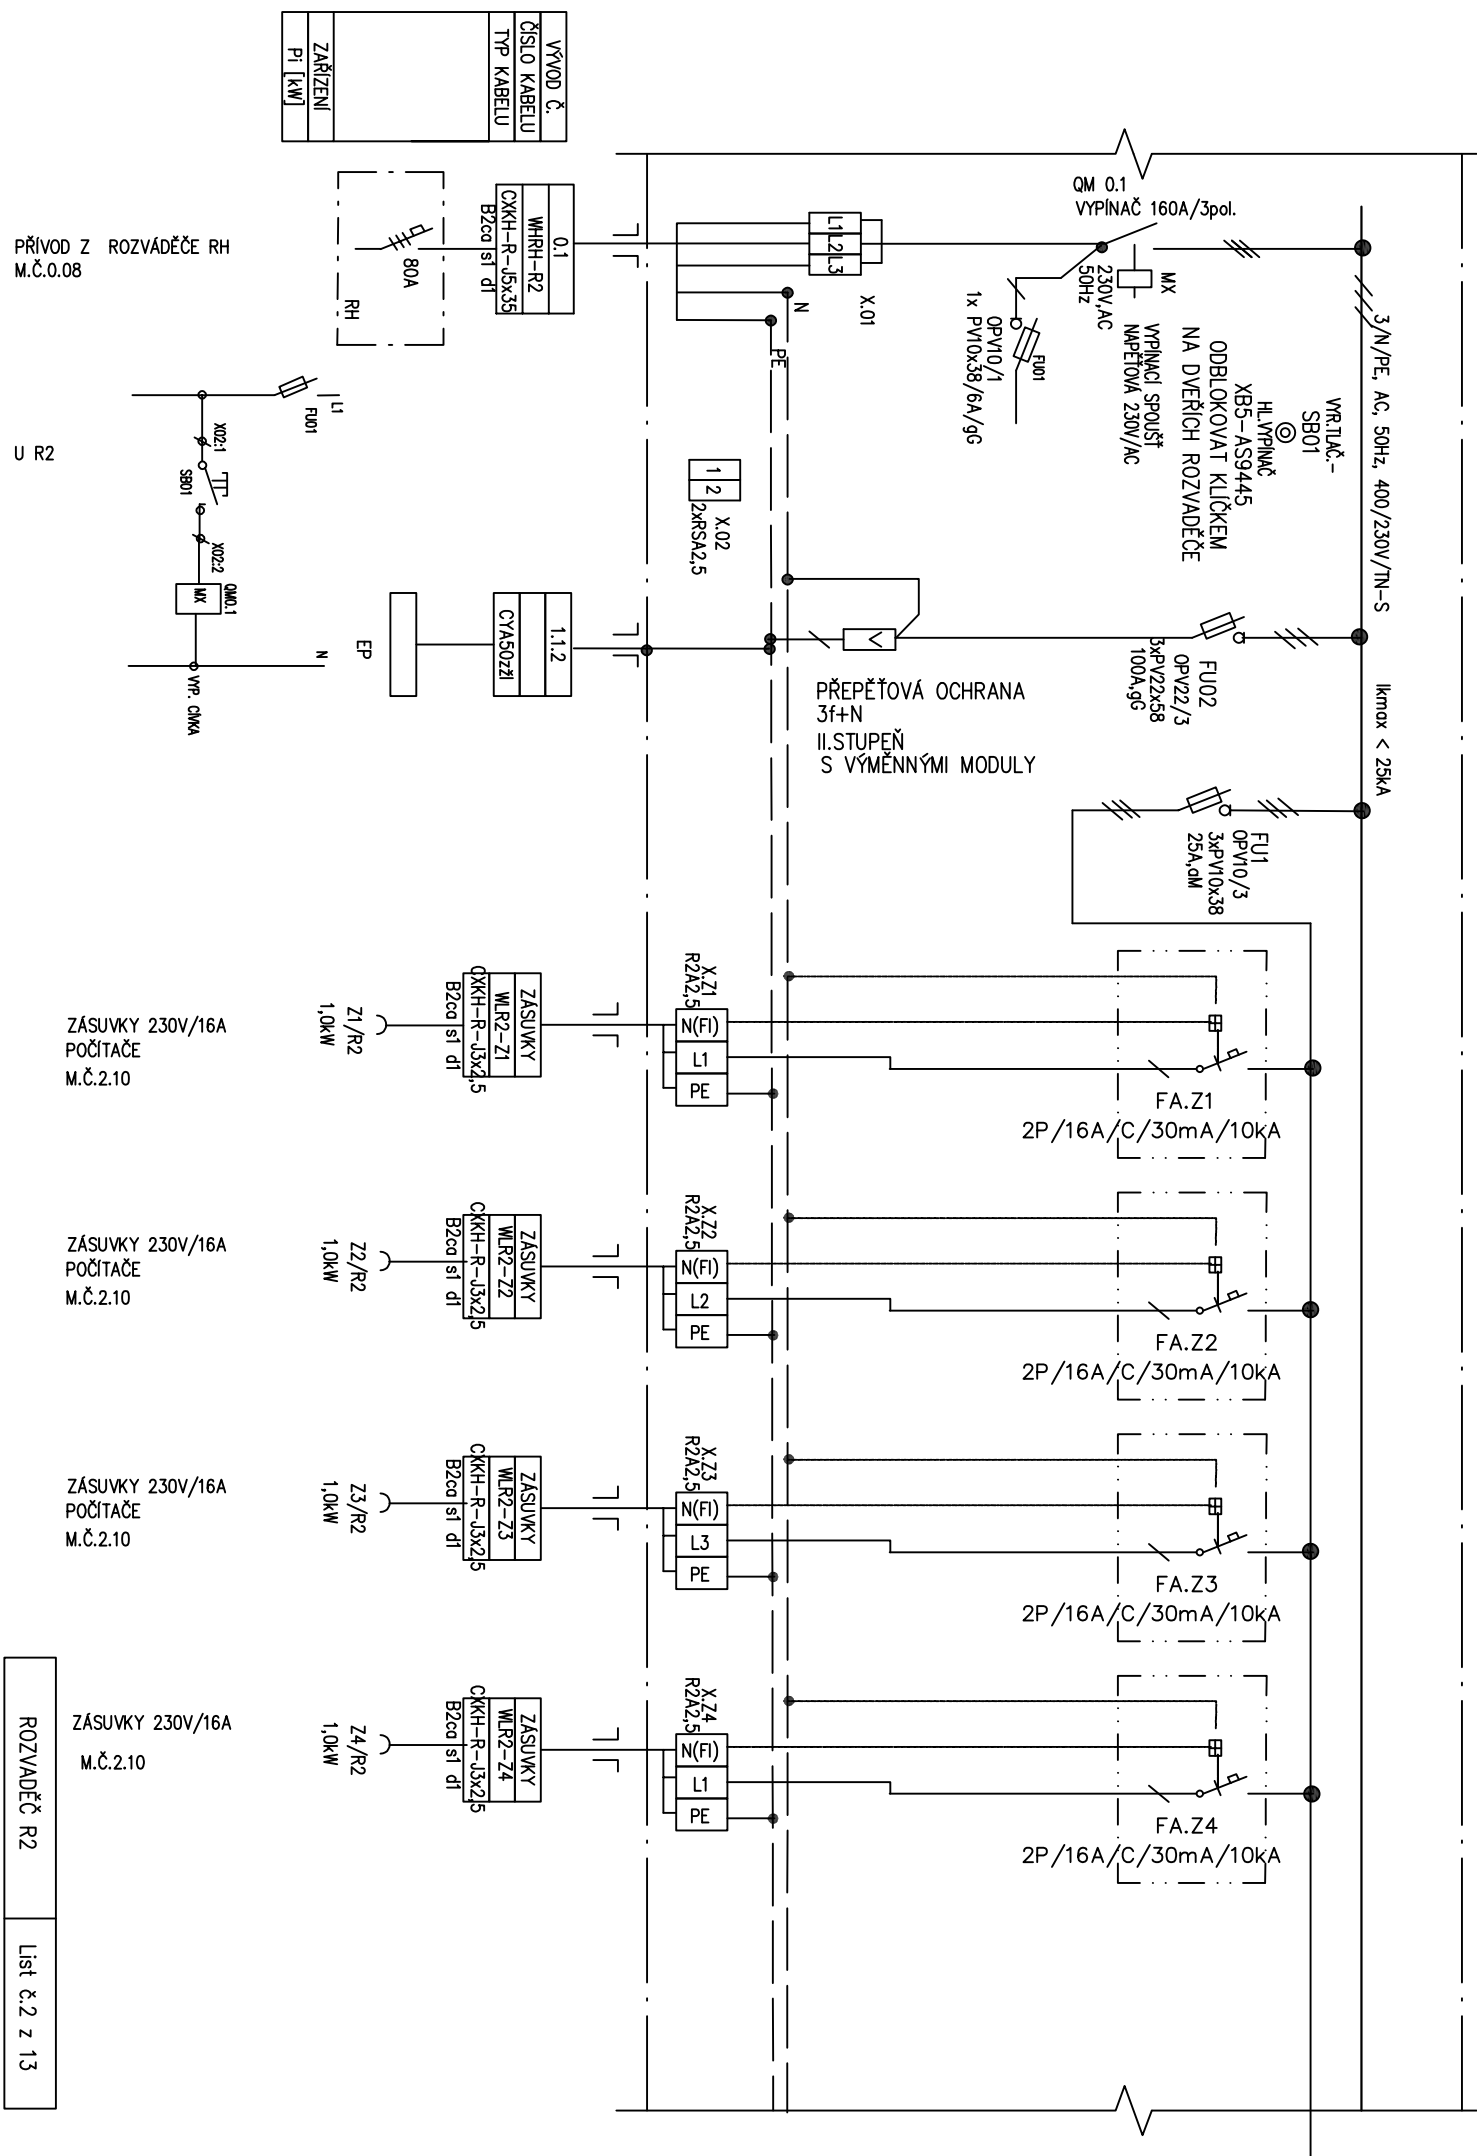 VÝVOD Č.
ČÍSLO KABELU
TYP KABELU
ZAŘÍZENÍ
Pi [kW]
PŘÍVOD Z ROZVÁDĚČE RH
M.Č.0.08
0.1
WHRH-R2
CXKH-R-J5x35
B2ca s1 d1
80A
RH
L1
L2
L3
X.01
N
PE
QM 0.1
VYPÍNAČ 160A/3pol.
MX
230V,AC
50Hz
VYPÍNACÍ SPOUŠŤ
NAPĚŤOVÁ 230V/AC
FU01
OPV10/1
1x PV10x38/6A/gG
3/N/PE, AC, 50Hz, 400/230V/TN-S
VYR.TLAČ.-
SB01
HL.VYPÍNAČ
XB5-AS9445
ODBLOKOVAT KLÍČKEM
NA DVEŘÍCH ROZVADĚČE
Ikmax < 25kA
U R2
L1
FU01
X02:1
SB01
X02:2
QM0.1
MX
N
VYP. CÍVKA
1
2
X.02
2xRSA2,5
EP
1.1.2
CYA50zžl
PŘEPĚŤOVÁ OCHRANA
3f+N
II.STUPEŇ
S VÝMĚNNÝMI MODULY
FU02
OPV22/3
3xPV22x58
100A,gG
FU1
OPV10/3
3xPV10x38
25A,aM
ZÁSUVKY 230V/16A
POČÍTAČE
M.Č.2.10
Z1/R2
1,0kW
ZÁSUVKY
WLR2-Z1
CXKH-R-J3x2,5
B2ca s1 d1
X.Z1
R2A2,5
N(FI)
L1
PE
FA.Z1
2P/16A/C/30mA/10kA
ZÁSUVKY 230V/16A
POČÍTAČE
M.Č.2.10
Z2/R2
1,0kW
ZÁSUVKY
WLR2-Z2
CXKH-R-J3x2,5
B2ca s1 d1
X.Z2
R2A2,5
N(FI)
L2
PE
FA.Z2
2P/16A/C/30mA/10kA
ZÁSUVKY 230V/16A
POČÍTAČE
M.Č.2.10
Z3/R2
1,0kW
ZÁSUVKY
WLR2-Z3
CXKH-R-J3x2,5
B2ca s1 d1
X.Z3
R2A2,5
N(FI)
L3
PE
FA.Z3
2P/16A/C/30mA/10kA
ZÁSUVKY 230V/16A
M.Č.2.10
Z4/R2
1,0kW
ZÁSUVKY
WLR2-Z4
CXKH-R-J3x2,5
B2ca s1 d1
X.Z4
R2A2,5
N(FI)
L1
PE
FA.Z4
2P/16A/C/30mA/10kA
ROZVADĚČ R2
List č.2 z 13